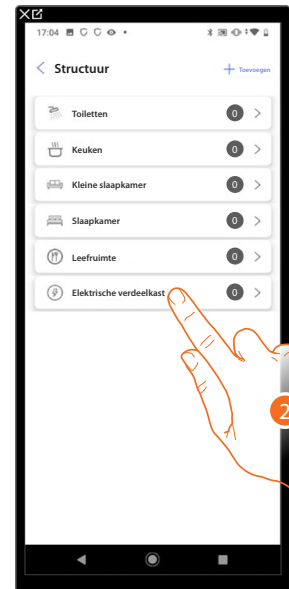 17:04
Structuur
Toevoegen
Toiletten 0
Keuken 0
Kleine slaapkamer 0
Slaapkamer 0
Leefruimte 0
Elektrische verdeelkast 0
2